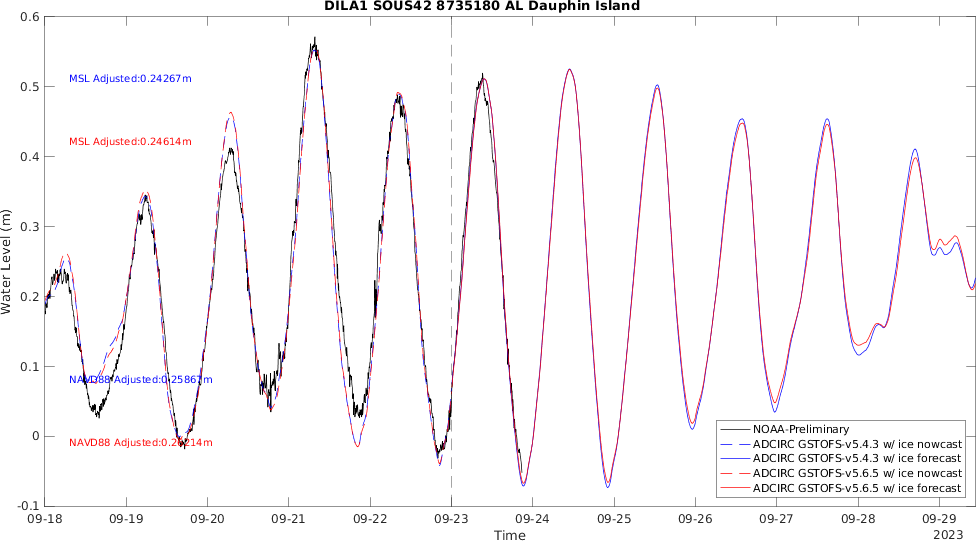 DILA1 SOUS42 8735180 AL Dauphin Island
0.6
0.5
0.4
0.3
0.2
0.1
0
-0.1
Water Level (m)
MSL Adjusted:0.24267m
MSL Adjusted:0.24614m
NAVD88 Adjusted:0.25867m
NAVD88 Adjusted:0.26214m
NOAA-Preliminary
ADCIRC GSTOFS-v5.4.3 w/ ice nowcast
ADCIRC GSTOFS-v5.4.3 w/ ice forecast
ADCIRC GSTOFS-v5.6.5 w/ ice nowcast
ADCIRC GSTOFS-v5.6.5 w/ ice forecast
09-18 09-19 09-20 09-21 09-22 09-23 09-24 09-25 09-26 09-27 09-28 09-29
Time
2023